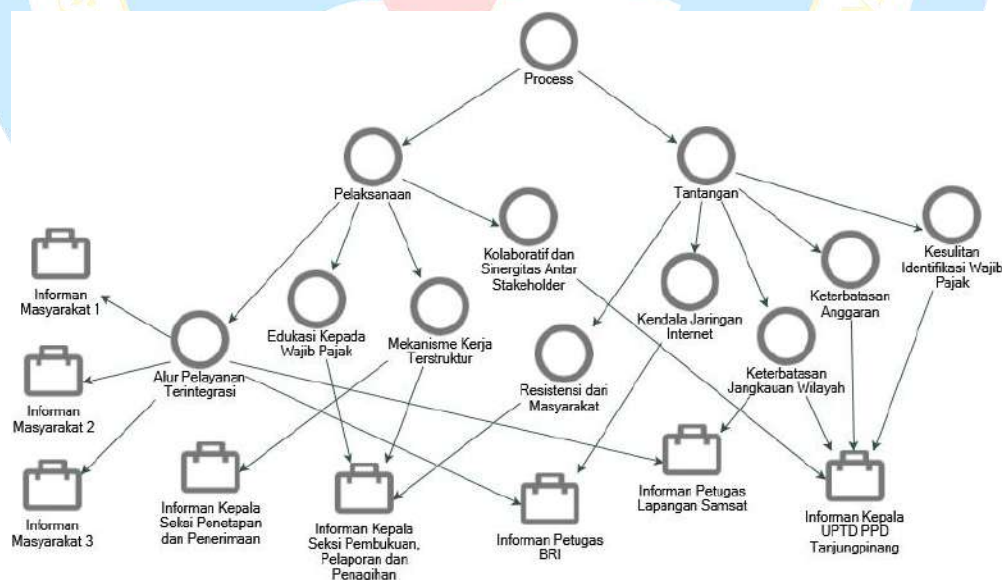 Process
Pelaksanaan
Tantangan
Kolaboratif dan
Sinergitas Antar
Stakeholder
Kesulitan
Identifikasi Wajib
Pajak
Informan
Masyarakat 1
Edukasi Kepada
Wajib Pajak
Mekanisme Kerja
Terstruktur
Kendala Jaringan
Internet
Keterbatasan
Anggaran
Alur Pelayanan
Terintegrasi
Resistensi dari
Masyarakat
Keterbatasan
Jangkauan Wilayah
Informan
Masyarakat 2
Informan
Masyarakat 3
Informan Kepala
Seksi Penetapan
dan Penerimaan
Informan Kepala
Seksi Pembukuan,
Pelaporan dan
Penagihan
Informan Petugas
BRI
Informan Petugas
Lapangan Samsat
Informan Kepala
UPTD PPD
Tanjungpinang